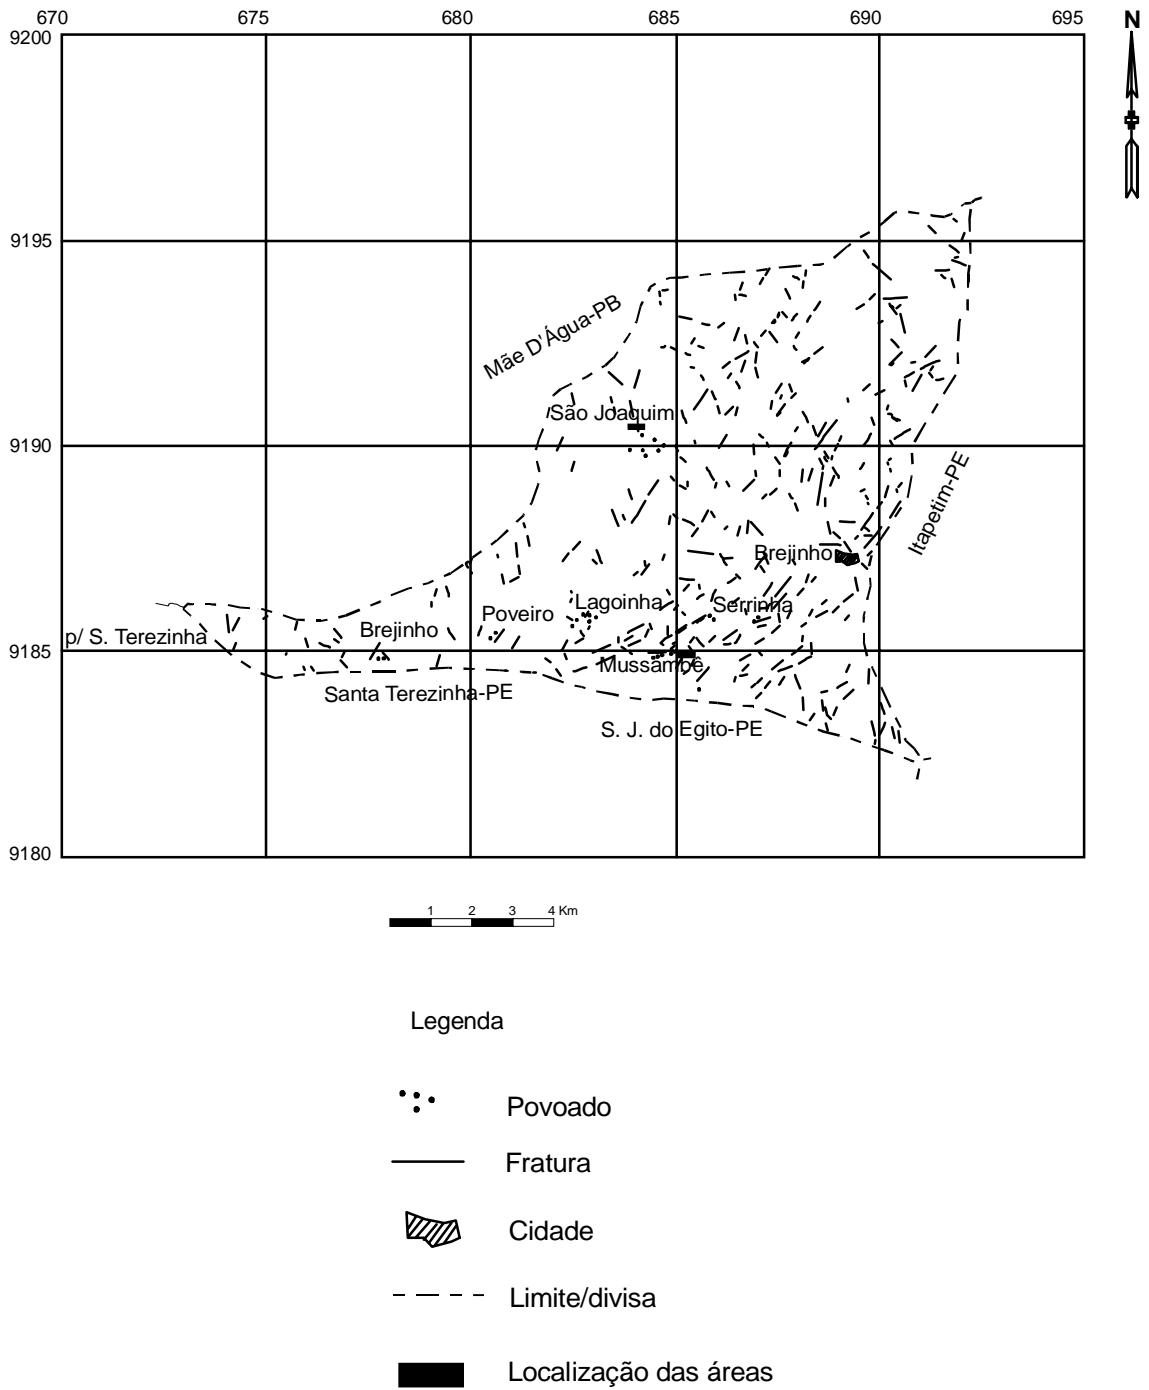 670 675 680 685 690 695
N
9200
9195
Mãe D'Água-PB
São Joaquim
9190
Itapetim-PE
Brejinho
Lagoinha
Serrinha
Poveiro
Brejinho
p/ S. Terezinha
9185
Mussambê
Santa Terezinha-PE
S. J. do Egito-PE
9180
1 2 3 4 Km
Legenda
Povoado
Fratura
Cidade
Limite/divisa
Localização das áreas